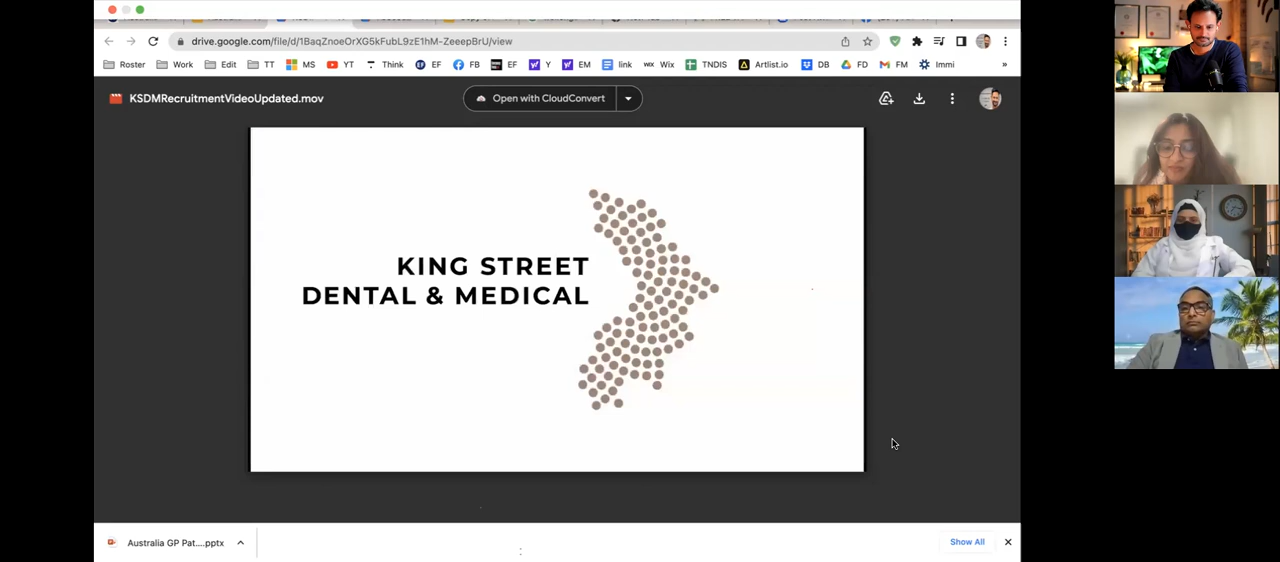 drive.google.com/file/d/1BaqZnoeOrXG5kFubL9zE1hM-ZeeepBrU/view
Roster Work Edit TT MS YT Think EF FB EF Y EM link WiX Wix TNDIS Artlist.io DB FD FM Immi »
KSDMRecruitmentVideoUpdated.mov
Open with CloudConvert
KING STREET
DENTAL & MEDICAL
Australia GP Pat....pptx
Show All